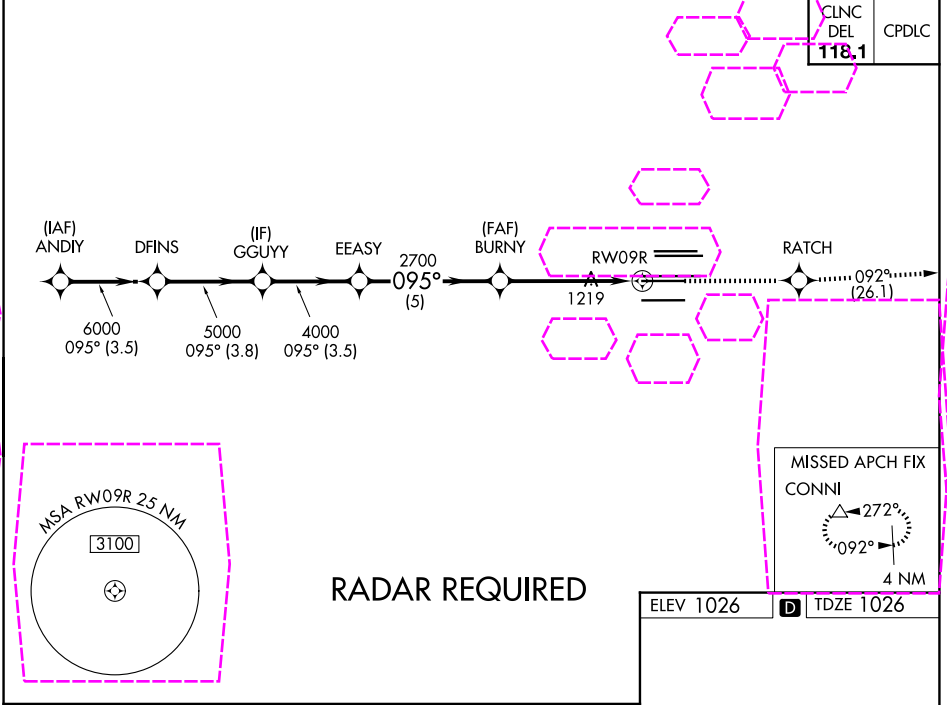 CLNC
DEL
118.1
CPDLC
(IAF)
ANDIY
DFINS
(IF)
GGUYY
EEASY
2700
095°
(5)
(FAF)
BURNY
RW09R
1219
RATCH
092°
(26.1)
6000
095° (3.5)
5000
095° (3.8)
4000
095° (3.5)
MSA RW09R 25 NM
3100
RADAR REQUIRED
MISSED APCH FIX
CONNI
272°
092°
4 NM
ELEV 1026
D
TDZE 1026